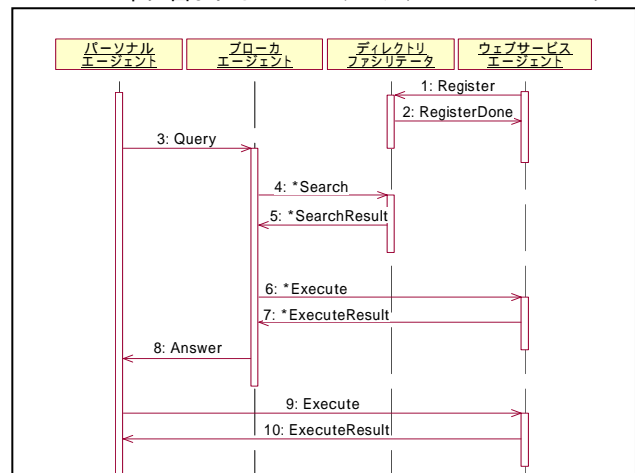 パーソナル
エージェント
ブローカ
エージェント
ディレクトリ
ファシリテータ
ウェブサービス
エージェント
1: Register
2: RegisterDone
3: Query
4: *Search
5: *SearchResult
6: *Execute
7: *ExecuteResult
8: Answer
9: Execute
10: ExecuteResult